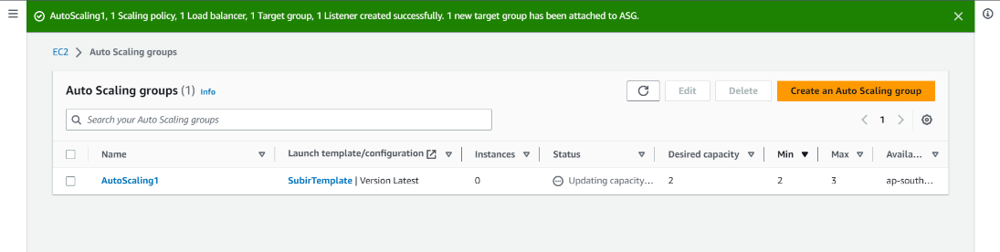 AutoScaling1, 1 Scaling policy, 1 Load balancer, 1 Target group, 1 Listener created successfully. 1 new target group has been attached to ASG.
EC2 > Auto Scaling groups
Auto Scaling groups (1) Info
Edit
Delete
Create an Auto Scaling group
Search your Auto Scaling groups
1
Name Launch template/configuration Instances Status Desired capacity Min Max Availa...
AutoScaling1 SubirTemplate | Version Latest 0 Updating capacity... 2 2 3 ap-south...